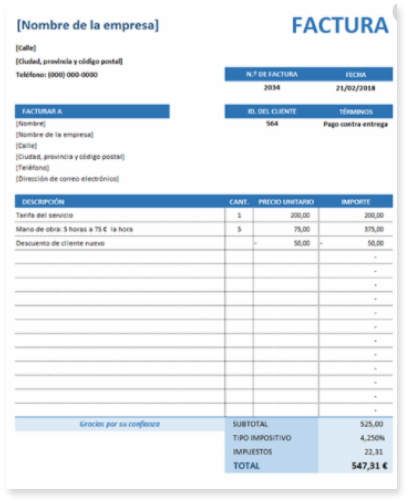 [Nombre de la empresa] FACTURA
[Calle]
[Ciudad, provincia y código postal]
Teléfono: (000) 000-0000 N.º DE FACTURA FECHA
2034 21/02/2018
FACTURAR A ID. DEL CLIENTE TÉRMINOS
[Nombre] 564 Pago contra entrega
[Nombre de la empresa]
[Calle]
[Ciudad, provincia y código postal]
[Teléfono]
[Dirección de correo electrónico]
DESCRIPCIÓN CANT. PRECIO UNITARIO IMPORTE
Tarifa del servicio 1 200,00 200,00
Mano de obra: 5 horas a 75 € la hora 5 75,00 375,00
Descuento de cliente nuevo - 50,00 - 50,00
-
-
-
-
-
-
-
-
-
-
-
-
Gracias por su confianza SUBTOTAL 525,00
TIPO IMPOSITIVO 4,250%
IMPUESTOS 22,31
TOTAL 547,31 €